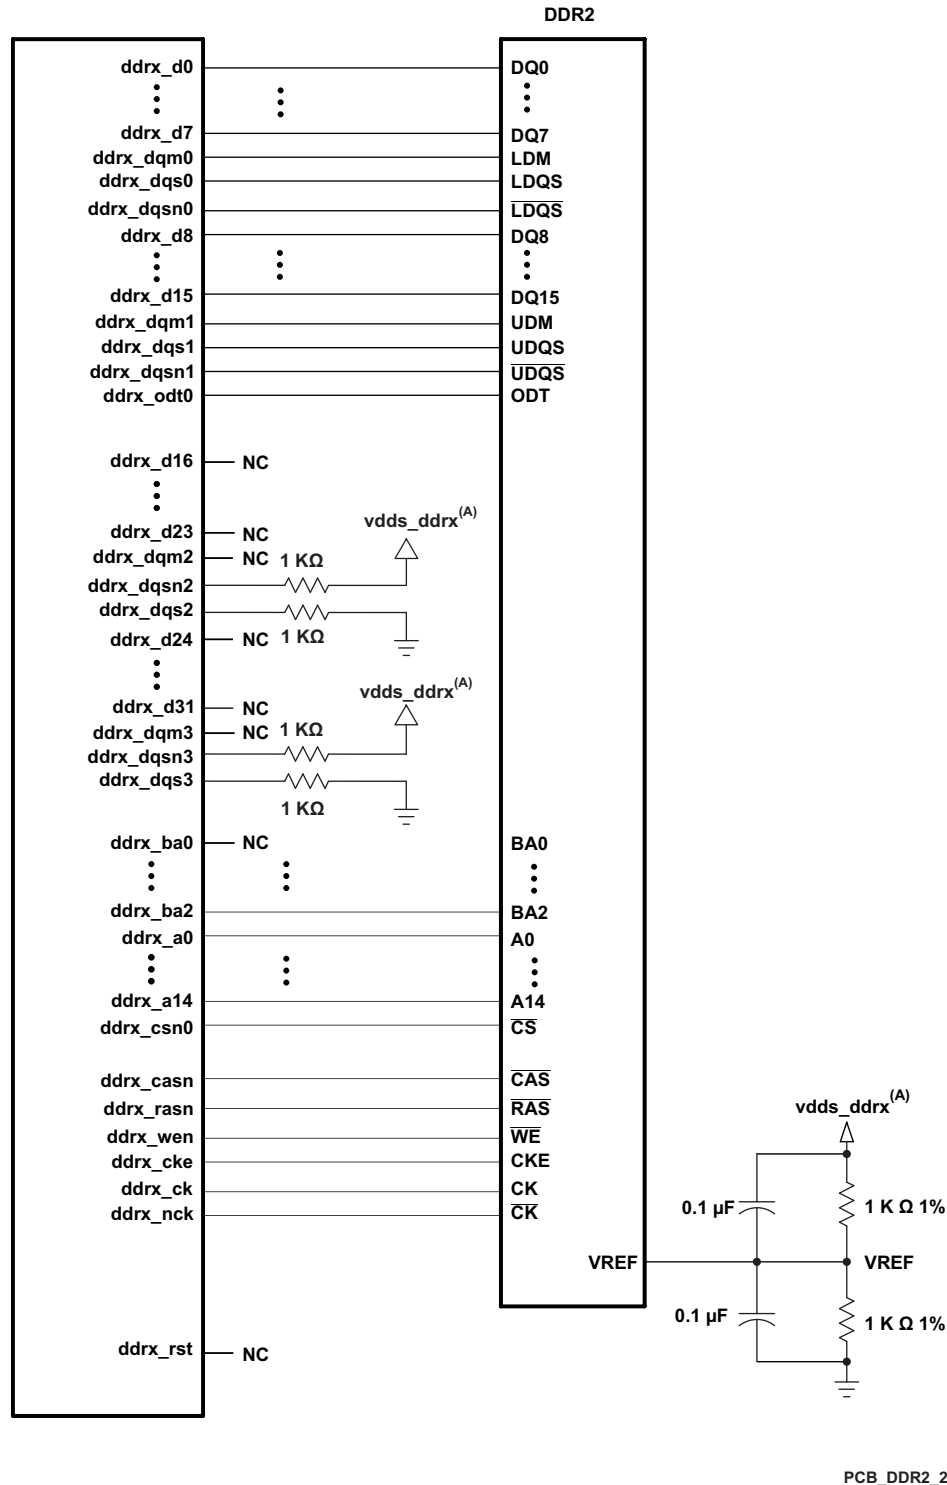 DDR2
ddrx_d0 DQ0
ddrx_d7 DQ7
ddrx_dqm0 LDM
ddrx_dqs0 LDQS
ddrx_dqsn0 LDQS
ddrx_d8 DQ8
ddrx_d15 DQ15
ddrx_dqm1 UDM
ddrx_dqs1 UDQS
ddrx_dqsn1 UDQS
ddrx_odt0 ODT
ddrx_d16 NC
vdds_ddrx(A)
ddrx_d23 NC
ddrx_dqm2 NC 1 KΩ
ddrx_dqsn2
ddrx_dqs2
ddrx_d24 NC 1 KΩ
vdds_ddrx(A)
ddrx_d31 NC
ddrx_dqm3 NC 1 KΩ
ddrx_dqsn3
ddrx_dqs3
1 KΩ
ddrx_ba0 NC BA0
ddrx_ba2 BA2
ddrx_a0 A0
ddrx_a14 A14
ddrx_csn0 CS
ddrx_casn CAS
ddrx_rasn RAS
vdds_ddrx(A)
ddrx_wen WE
ddrx_cke CKE
ddrx_ck CK
ddrx_nck CK
0.1 µF 1 K Ω 1%
VREF VREF
0.1 µF 1 K Ω 1%
ddrx_rst NC
PCB_DDR2_2